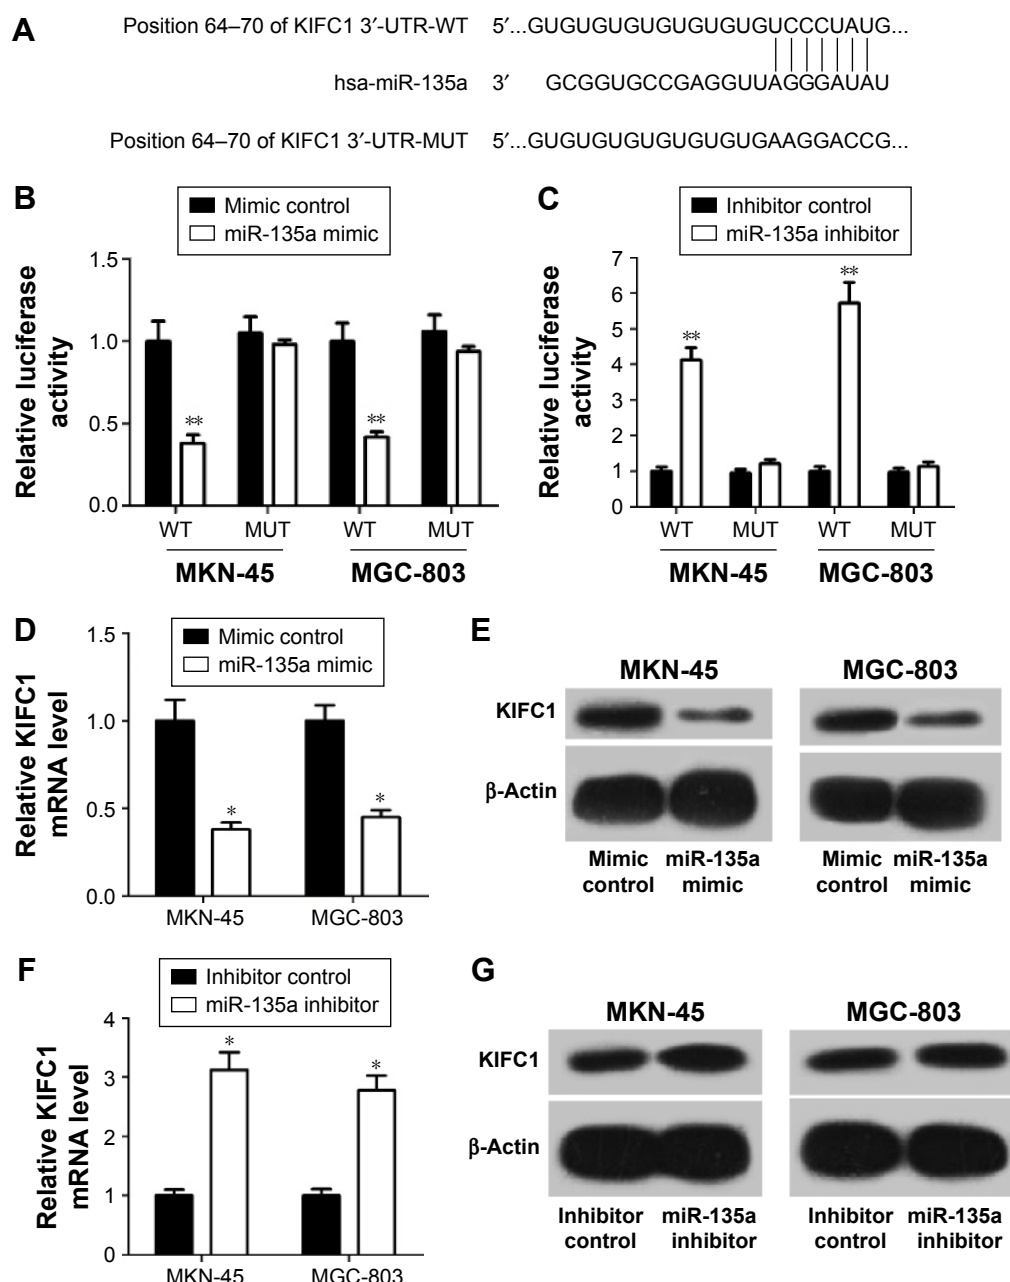 A
Position 64–70 of KIFC1 3′-UTR-WT 5′...GUGUGUGUGUGUGUGUCCCUAUG...
hsa-miR-135a 3′ GCGGUGCCGAGGUUAGGGAUAU
Position 64–70 of KIFC1 3′-UTR-MUT 5′...GUGUGUGUGUGUGUGAAGGACCG...
B
Mimic control
miR-135a mimic
Relative luciferase
activity
1.5
1.0
0.5
0.0
**
**
WT MUT WT MUT
MKN-45 MGC-803
C
Inhibitor control
miR-135a inhibitor
Relative luciferase
activity
7
6
5
4
3
2
1
0
**
**
WT MUT WT MUT
MKN-45 MGC-803
D
Mimic control
miR-135a mimic
Relative KIFC1
mRNA level
1.5
1.0
0.5
0.0
*
*
MKN-45 MGC-803
E
MKN-45 MGC-803
KIFC1
β-Actin
Mimic miR-135a Mimic miR-135a
control mimic control mimic
F
Inhibitor control
miR-135a inhibitor
Relative KIFC1
mRNA level
4
3
2
1
0
*
*
MKN-45 MGC-803
G
MKN-45 MGC-803
KIFC1
β-Actin
Inhibitor miR-135a Inhibitor miR-135a
control inhibitor control inhibitor